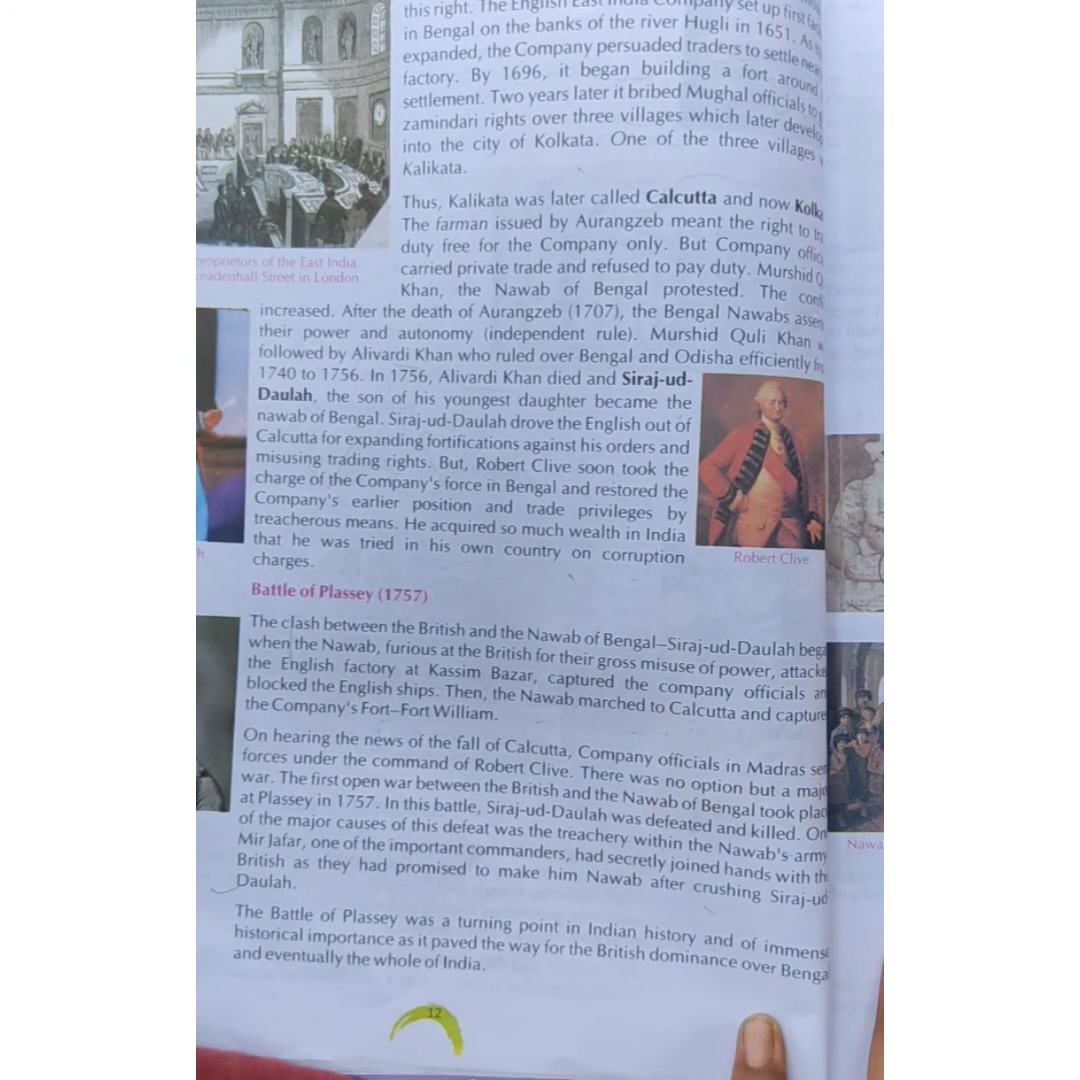 this right. The English East India Company set up first
in Bengal on the banks of the river Hugli in 1651. As
expanded, the Company persuaded traders to settle
factory. By 1696, it began building a fort around
settlement. Two years later it bribed Mughal officials to
zamindari rights over three villages which later
into the city of Kolkata. One of the three villages
Kalikata.
Thus, Kalikata was later called Calcutta and now
The farman issued by Aurangzeb meant the right to
duty free for the Company only. But Company
carried private trade and refused to pay duty. Murshid
Khan, the Nawab of Bengal protested. The
increased. After the death of Aurangzeb (1707), the Bengal Nawabs
their power and autonomy (independent rule). Murshid Quli Khan
followed by Alivardi Khan who ruled over Bengal and Odisha efficiently
1740 to 1756. In 1756, Alivardi Khan died and Siraj-ud-
Daulah, the son of his youngest daughter became the
nawab of Bengal. Siraj-ud-Daulah drove the English out of
Calcutta for expanding fortifications against his orders and
misusing trading rights. But, Robert Clive soon took the
charge of the Company's force in Bengal and restored the
Company's earlier position and trade privileges by
treacherous means. He acquired so much wealth in India
that he was tried in his own country on corruption
charges.
proprietors of the East India
Leadenhall Street in London
Robert Clive
Battle of Plassey (1757)
The clash between the British and the Nawab of Bengal–Siraj-ud-Daulah
when the Nawab, furious at the British for their gross misuse of power,
the English factory at Kassim Bazar, captured the company officials
blocked the English ships. Then, the Nawab marched to Calcutta and
the Company's Fort–Fort William.
On hearing the news of the fall of Calcutta, Company officials in Madras
forces under the command of Robert Clive. There was no option but a
war. The first open war between the British and the Nawab of Bengal took
at Plassey in 1757. In this battle, Siraj-ud-Daulah was defeated and killed.
of the major causes of this defeat was the treachery within the Nawab's army
Mir Jafar, one of the important commanders, had secretly joined hands with
British as they had promised to make him Nawab after crushing Siraj-ud
Daulah.
The Battle of Plassey was a turning point in Indian history and of
historical importance as it paved the way for the British dominance over
and eventually the whole of India.
12